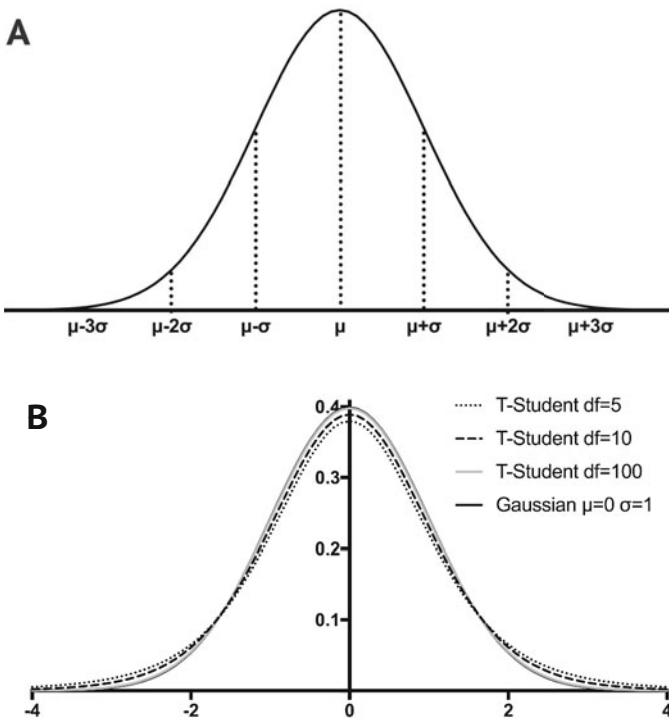 A
μ-3σ μ-2σ μ-σ μ μ+σ μ+2σ μ+3σ
B
0.4
0.3
0.2
0.1
-4 -2 0 2 4
T-Student df=5
T-Student df=10
T-Student df=100
Gaussian μ=0 σ=1